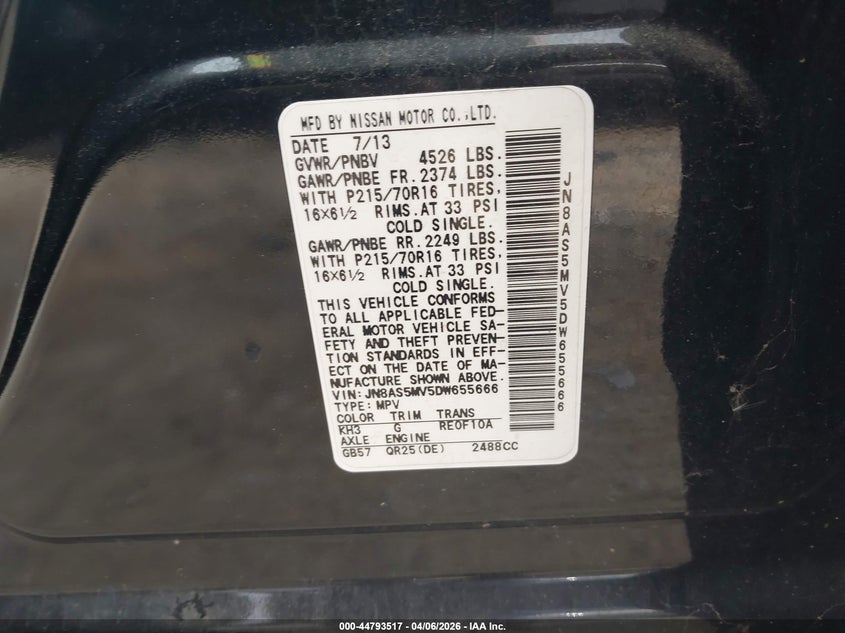 MFD BY NISSAN MOTOR CO.,LTD.
DATE 7/13
GVWR/PNBV 4526 LBS.
GAWR/PNBE FR. 2374 LBS.
WITH P215/70R16 TIRES,
16X6½ RIMS.AT 33 PSI
COLD SINGLE.
GAWR/PNBE RR. 2249 LBS.
WITH P215/70R16 TIRES,
16X6½ RIMS.AT 33 PSI
COLD SINGLE.
THIS VEHICLE CONFORMS
TO ALL APPLICABLE FED-
ERAL MOTOR VEHICLE SA-
FETY AND THEFT PREVEN-
TION STANDARDS IN EFF-
ECT ON THE DATE OF MA-
NUFACTURE SHOWN ABOVE.
VIN: JN8AS5MV5DW655666
TYPE: MPV
COLOR TRIM TRANS
KH3 G RE0F10A
AXLE ENGINE
GB57 QR25(DE) 2488CC
JN8AS5MV5DW655666
000-44793517 - 04/06/2026 - IAA Inc.